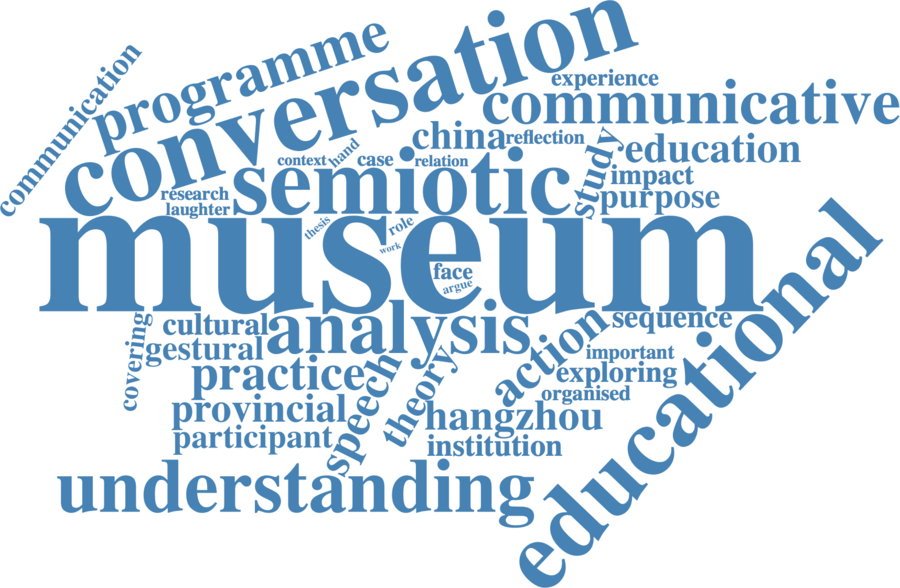 communication
programme
conversation
experience
communicative
china
reflection
study
education
context
hand
case
relation
impact
research
semiotic
purpose
laughter
thesis
role
work
museum
face
argue
educational
covering
cultural
analysis
action
sequence
gestural
important
practice
speech
theory
exploring
organised
provincial
hangzhou
participant
institution
understanding